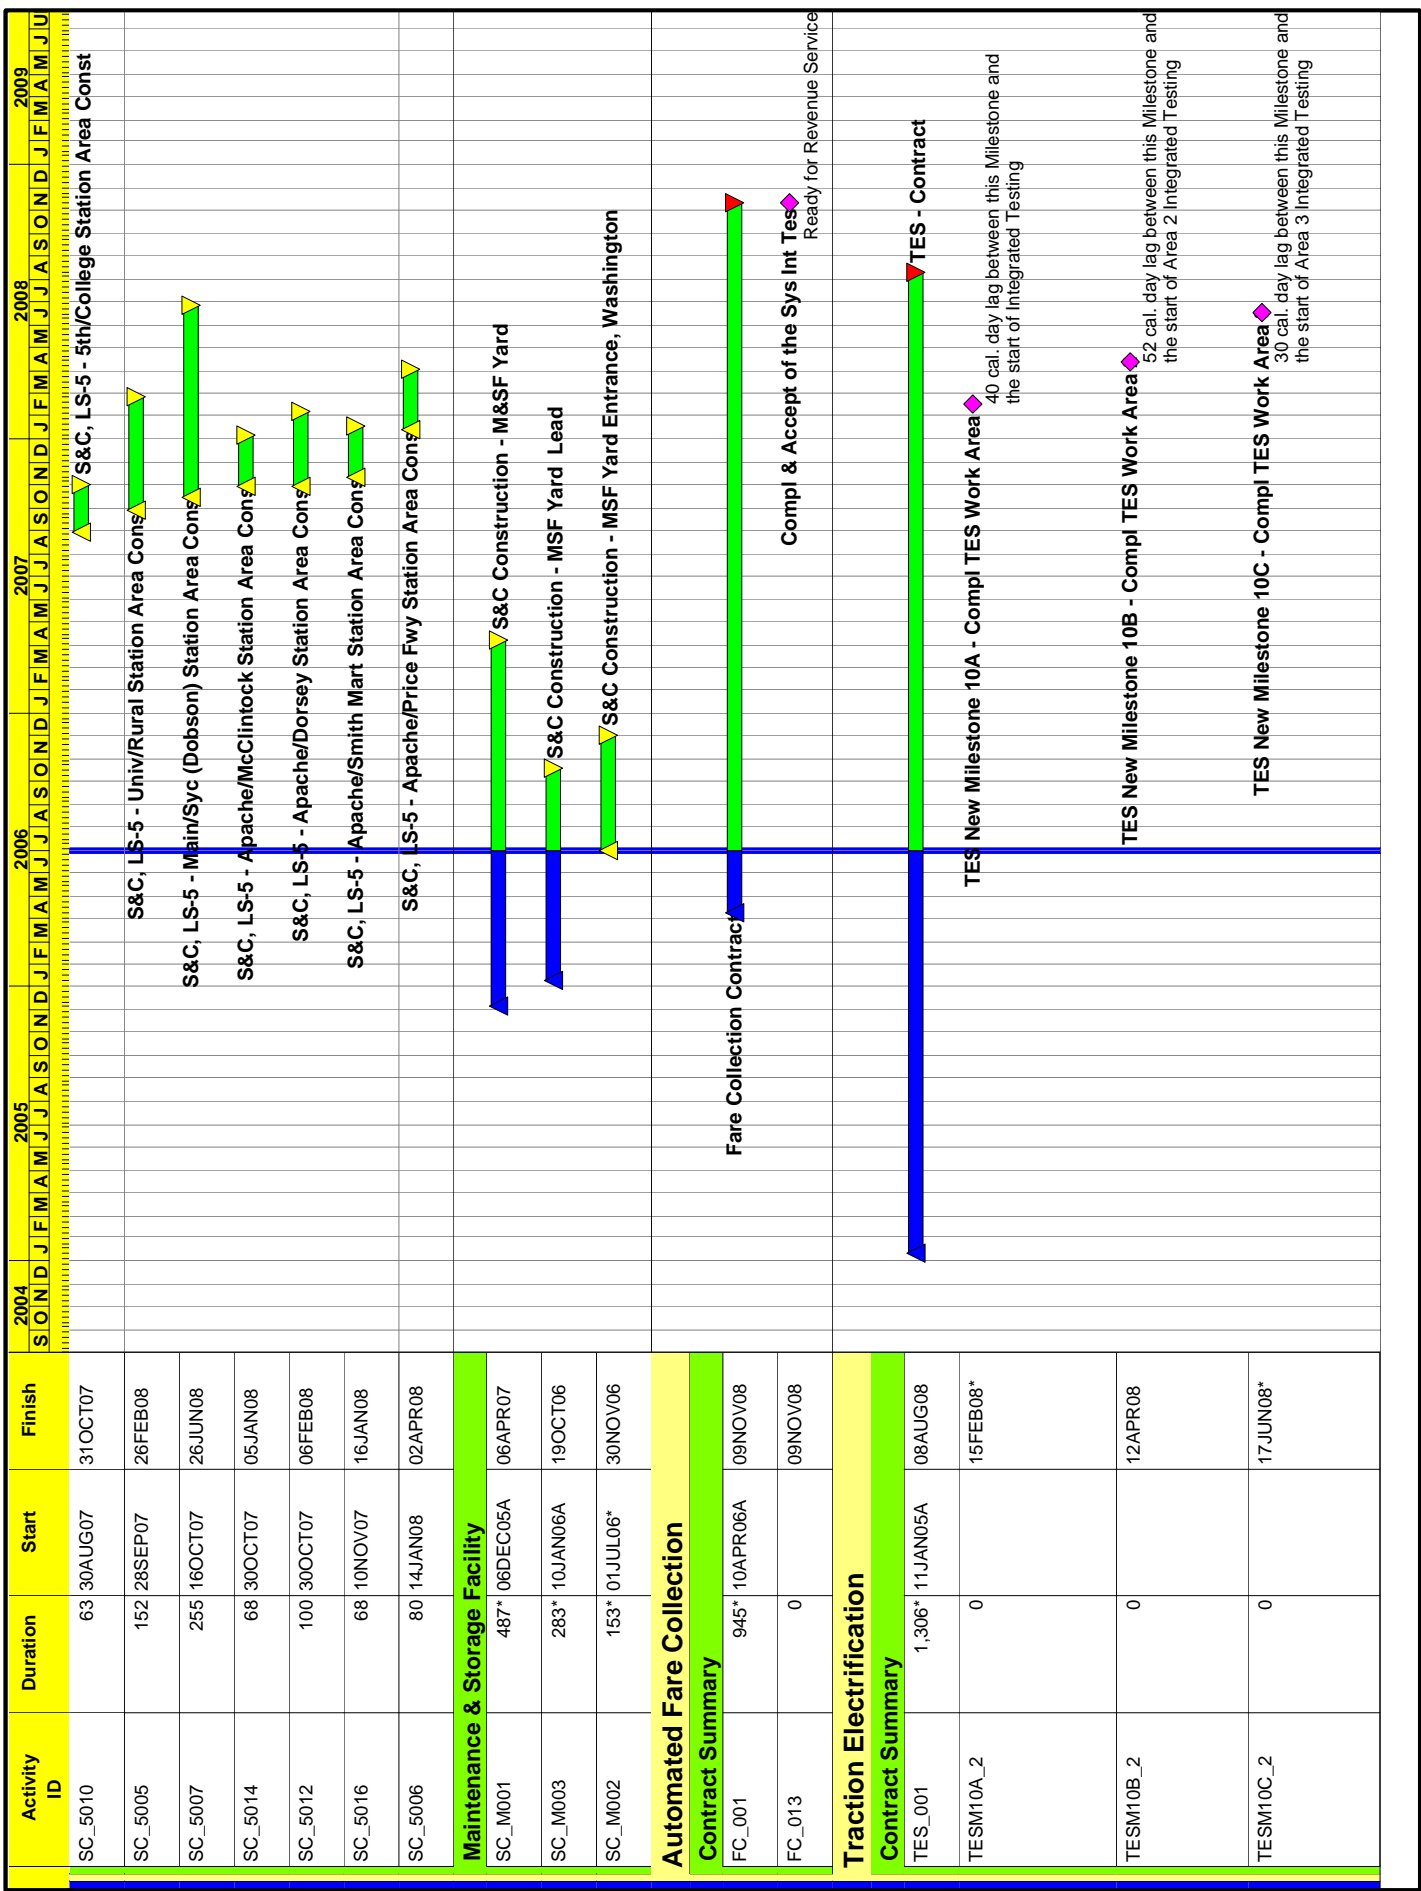 Activity ID Duration Start Finish
2004 2005 2006 2007 2008 2009
S O N D J F M A M J J A S O N D J F M A M J J A S O N D J F M A M J J A S O N D J F M A M J J A S O N D J F M A M J U
SC_5010 63 30AUG07 31OCT07 S&C, LS-5 - 5th/College Station Area Const
SC_5005 152 28SEP07 26FEB08 S&C, LS-5 - Univ/Rural Station Area Cons
SC_5007 255 16OCT07 26JUN08 S&C, LS-5 - Main/Syc (Dobson) Station Area Cons
SC_5014 68 30OCT07 05JAN08 S&C, LS-5 - Apache/McClintock Station Area Cons
SC_5012 100 30OCT07 06FEB08 S&C, LS-5 - Apache/Dorsey Station Area Cons
SC_5016 68 10NOV07 16JAN08 S&C, LS-5 - Apache/Smith Mart Station Area Cons
SC_5006 80 14JAN08 02APR08 S&C, LS-5 - Apache/Price Fwy Station Area Cons
Maintenance & Storage Facility
SC_M001 487* 06DEC05A 06APR07 S&C Construction - M&SF Yard
SC_M003 283* 10JAN06A 19OCT06 S&C Construction - MSF Yard Lead
SC_M002 153* 01JUL06* 30NOV06 S&C Construction - MSF Yard Entrance, Washington
Automated Fare Collection
Contract Summary
FC_001 945* 10APR06A 09NOV08 Fare Collection Contract
FC_013 0 09NOV08 Compl & Accept of the Sys Int Tes
Ready for Revenue Service
Traction Electrification
Contract Summary
TES_001 1,306* 11JAN05A 08AUG08 TES - Contract
TESM10A_2 0 15FEB08* TES New Milestone 10A - Compl TES Work Area
40 cal. day lag between this Milestone and
the start of Integrated Testing
TESM10B_2 0 12APR08 TES New Milestone 10B - Compl TES Work Area
52 cal. day lag between this Milestone and
the start of Area 2 Integrated Testing
TESM10C_2 0 17JUN08* TES New Milestone 10C - Compl TES Work Area
30 cal. day lag between this Milestone and
the start of Area 3 Integrated Testing